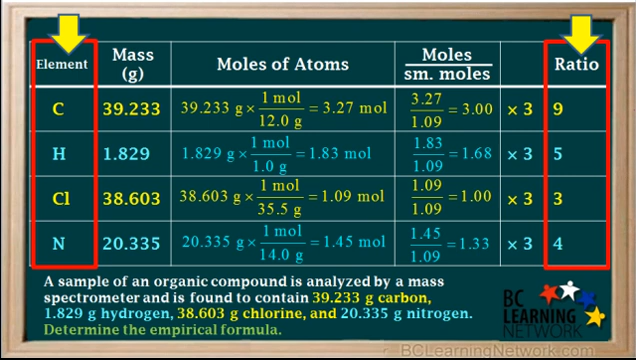 Element Mass (g) Moles of Atoms Moles / sm. moles Ratio
C 39.233 39.233 g × 1 mol / 12.0 g = 3.27 mol 3.27 / 1.09 = 3.00 × 3 9
H 1.829 1.829 g × 1 mol / 1.0 g = 1.83 mol 1.83 / 1.09 = 1.68 × 3 5
Cl 38.603 38.603 g × 1 mol / 35.5 g = 1.09 mol 1.09 / 1.09 = 1.00 × 3 3
N 20.335 20.335 g × 1 mol / 14.0 g = 1.45 mol 1.45 / 1.09 = 1.33 × 3 4
A sample of an organic compound is analyzed by a mass
spectrometer and is found to contain 39.233 g carbon,
1.829 g hydrogen, 38.603 g chlorine, and 20.335 g nitrogen.
Determine the empirical formula.
BC
LEARNING
NETWORK
BCLearningNetwork.com